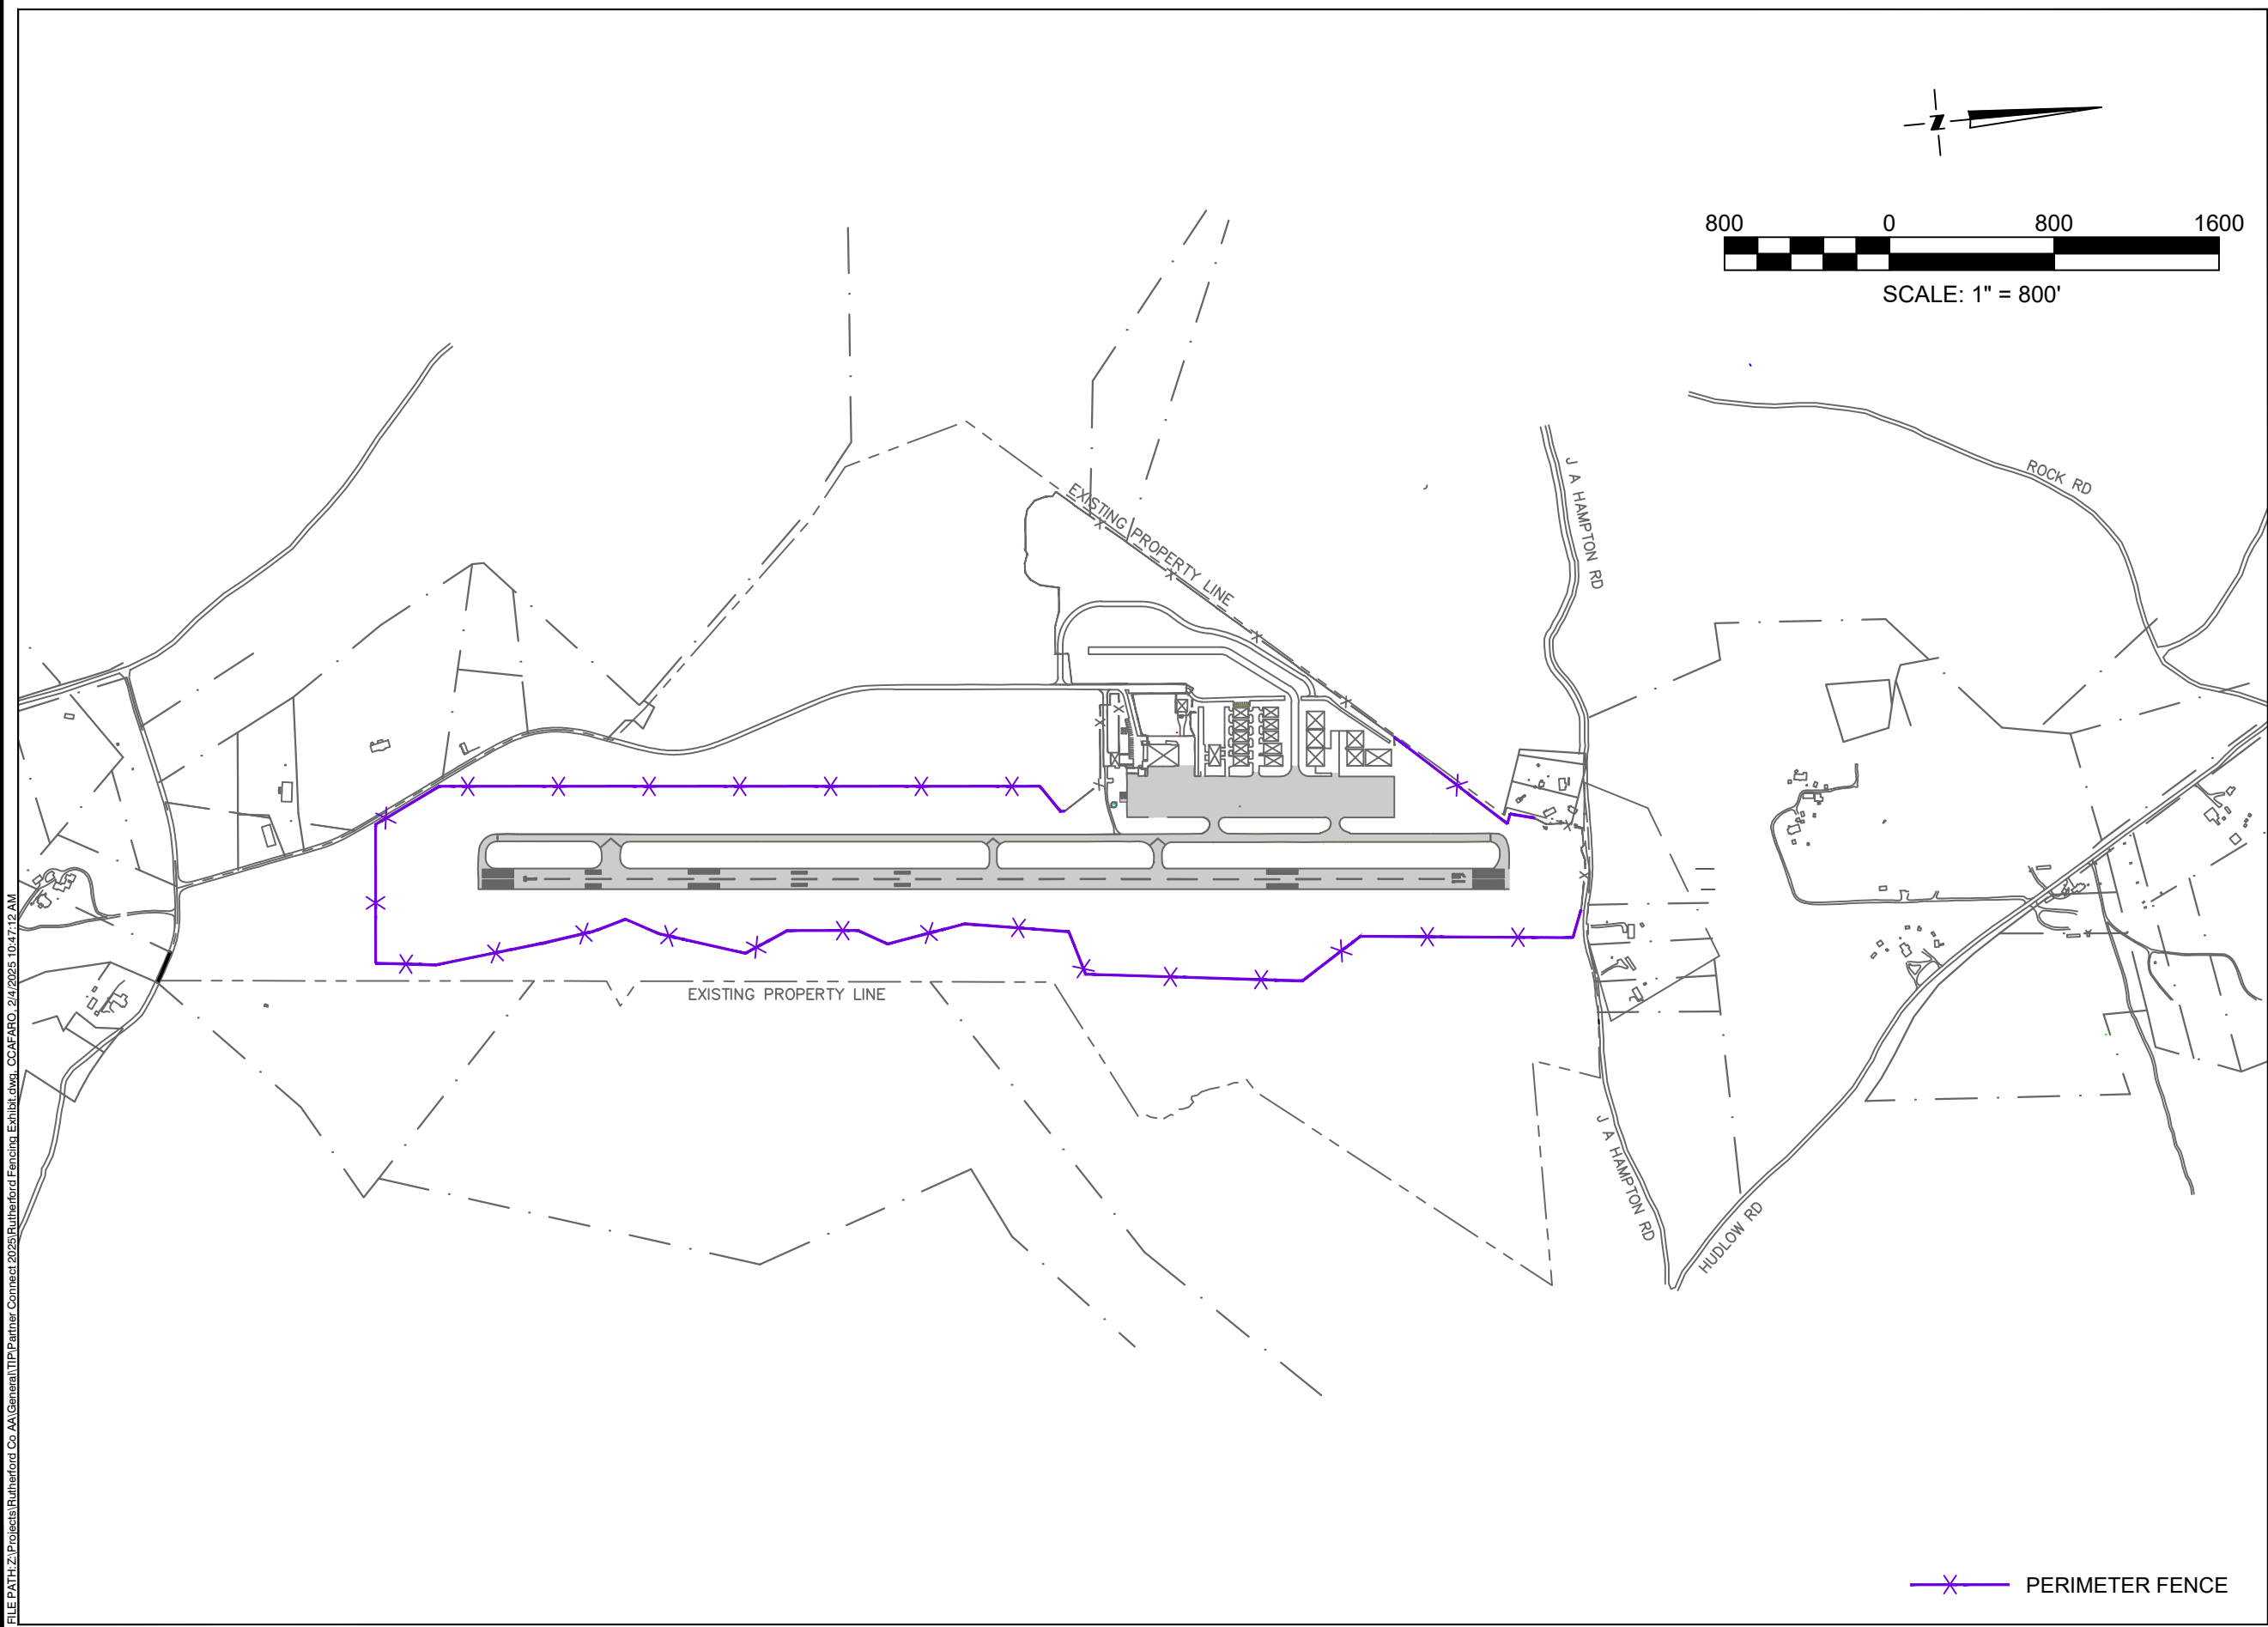 Z
800 0 800 1600
SCALE: 1" = 800'
ROCK RD
J A HAMPTON RD
EXISTING PROPERTY LINE
EXISTING PROPERTY LINE
J A HAMPTON RD
HUDLOW RD
PERIMETER FENCE
FILE PATH:Z:\Projects\Rutherford Co AA\General\TIP\Partner Connect 2025\Rutherford Fencing Exhibit.dwg, CCAFARO, 2/4/2025 10:47:12 AM